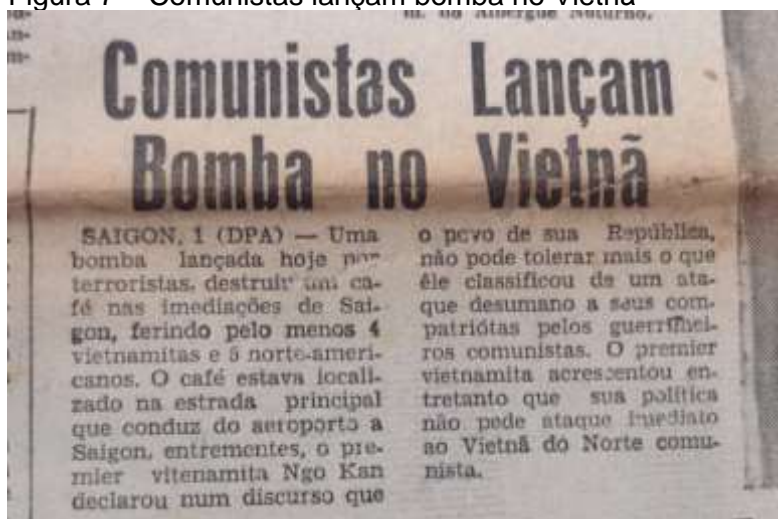 Figura 7 – Comunistas lançam bomba no Vietnã
m. do Albergue Noturno.
Comunistas Lançam
Bomba no Vietnã
SAIGON, 1 (DPA) — Uma
bomba lançada hoje por
terroristas, destruiu um ca-
fé nas imediações de Sai-
gon, ferindo pelo menos 4
vietnamitas e 5 norte-ameri-
canos. O café estava locali-
zado na estrada principal
que conduz do aeroporto a
Saigon, entrementes, o pre-
mier vitenamita Ngo Kan
declarou num discurso que
o povo de sua República,
não pode tolerar mais o que
êle classificou de um ata-
que desumano a seus com-
patriótas pelos guerrilhei-
ros comunistas. O premier
vietnamita acrescentou en-
tretanto que sua política
não pede ataque imediato
ao Vietnã do Norte comu-
nista.